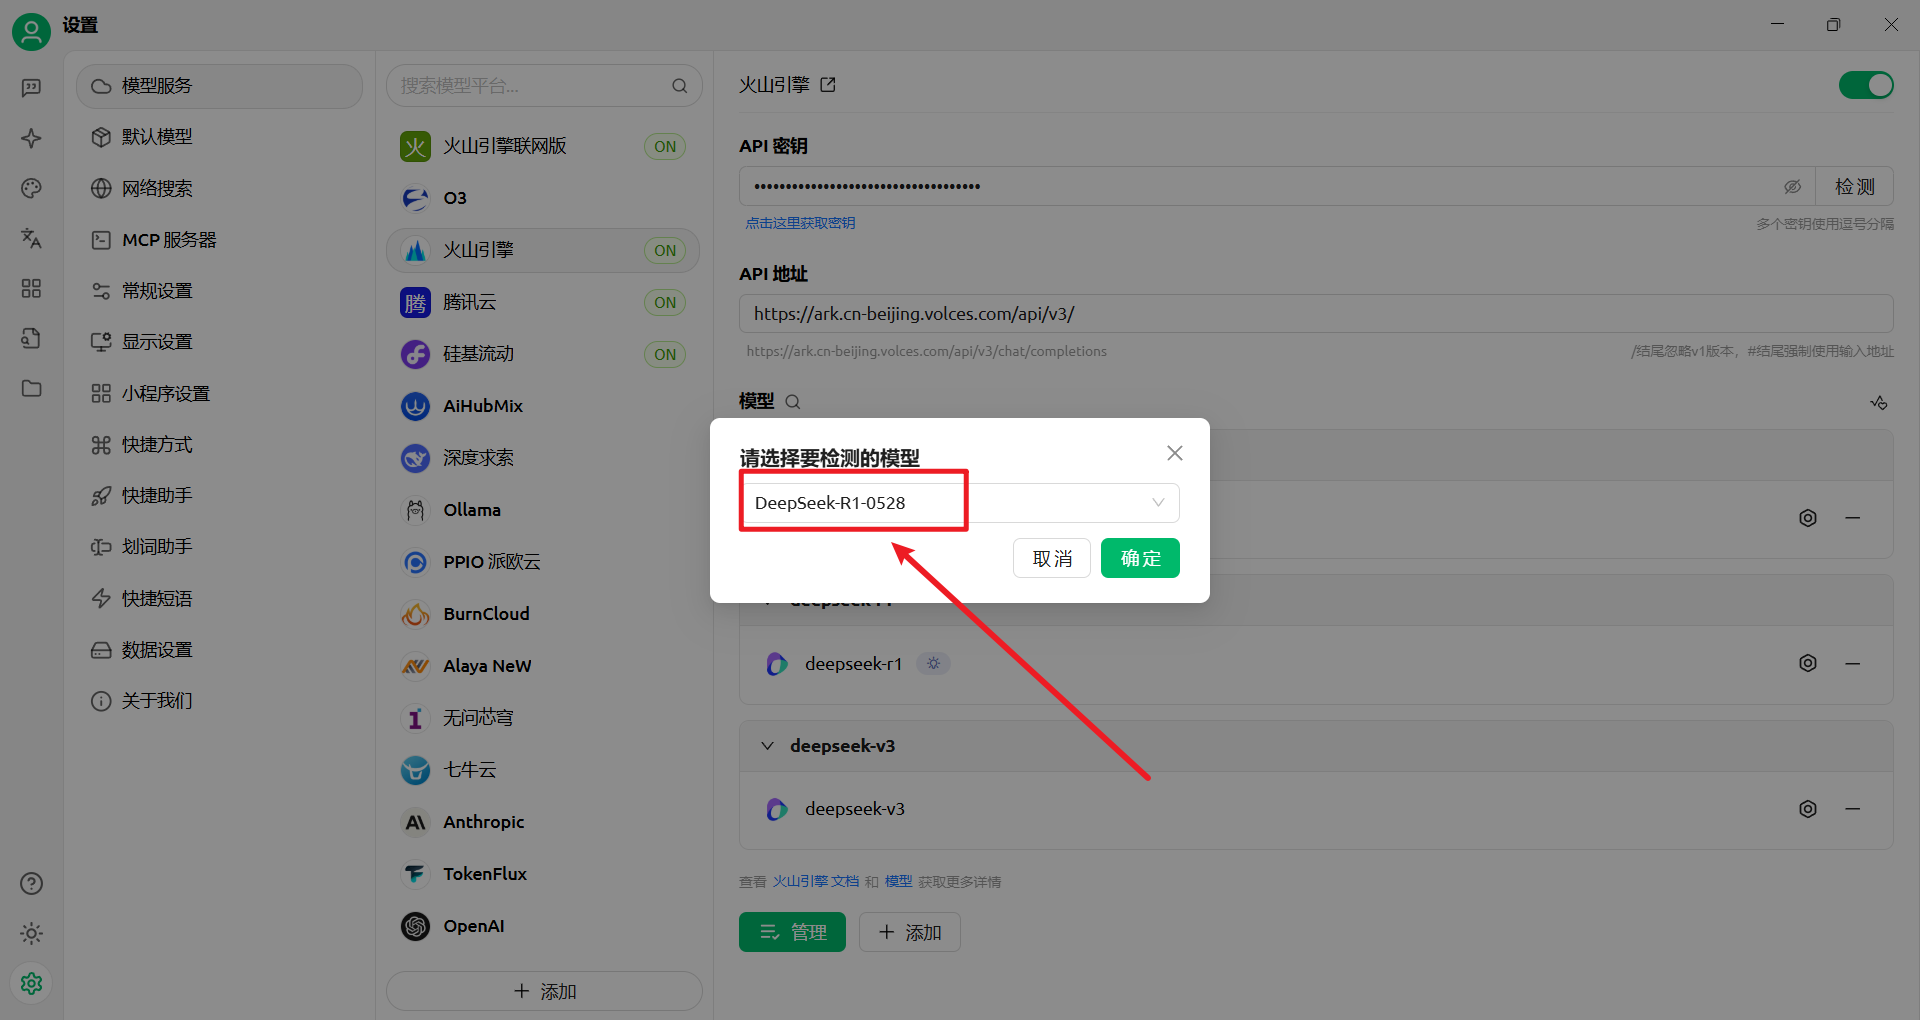 设置
模型服务
默认模型
网络搜索
MCP 服务器
常规设置
显示设置
小程序设置
快捷方式
快捷助手
划词助手
快捷短语
数据设置
关于我们
搜索模型平台...
火 火山引擎联网版 ON
O3
火山引擎 ON
腾 腾讯云 ON
硅基流动 ON
AiHubMix
深度求索
Ollama
PPIO 派欧云
BurnCloud
Alaya NeW
无问芯穹
七牛云
Anthropic
TokenFlux
OpenAI
添加
火山引擎
API 密钥
•••••••••••••••••••••••••••••••••••• 检测
点击这里获取密钥 多个密钥使用逗号分隔
API 地址
https://ark.cn-beijing.volces.com/api/v3/
https://ark.cn-beijing.volces.com/api/v3/chat/completions /结尾忽略v1版本，#结尾强制使用输入地址
模型
请选择要检测的模型
DeepSeek-R1-0528
取消 确定
deepseek-r1
deepseek-r1
deepseek-v3
deepseek-v3
查看 火山引擎 文档 和 模型 获取更多详情
管理 添加